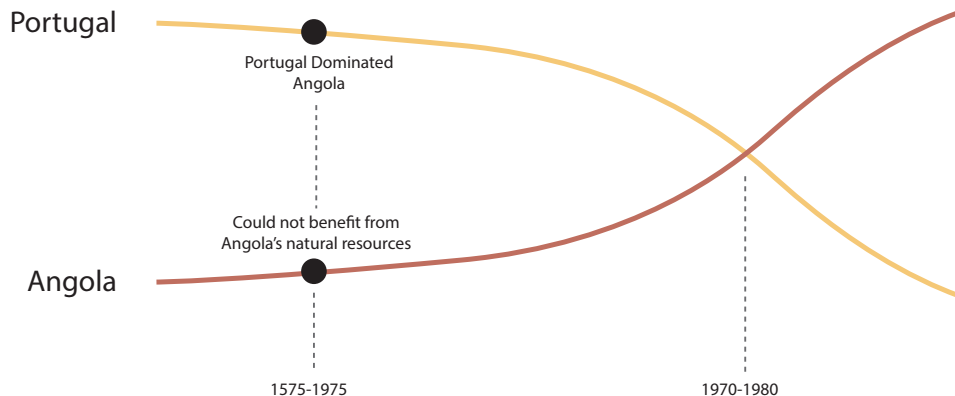 Portugal
Portugal Dominated
Angola
Could not benefit from
Angola's natural resources
Angola
1575-1975
1970-1980